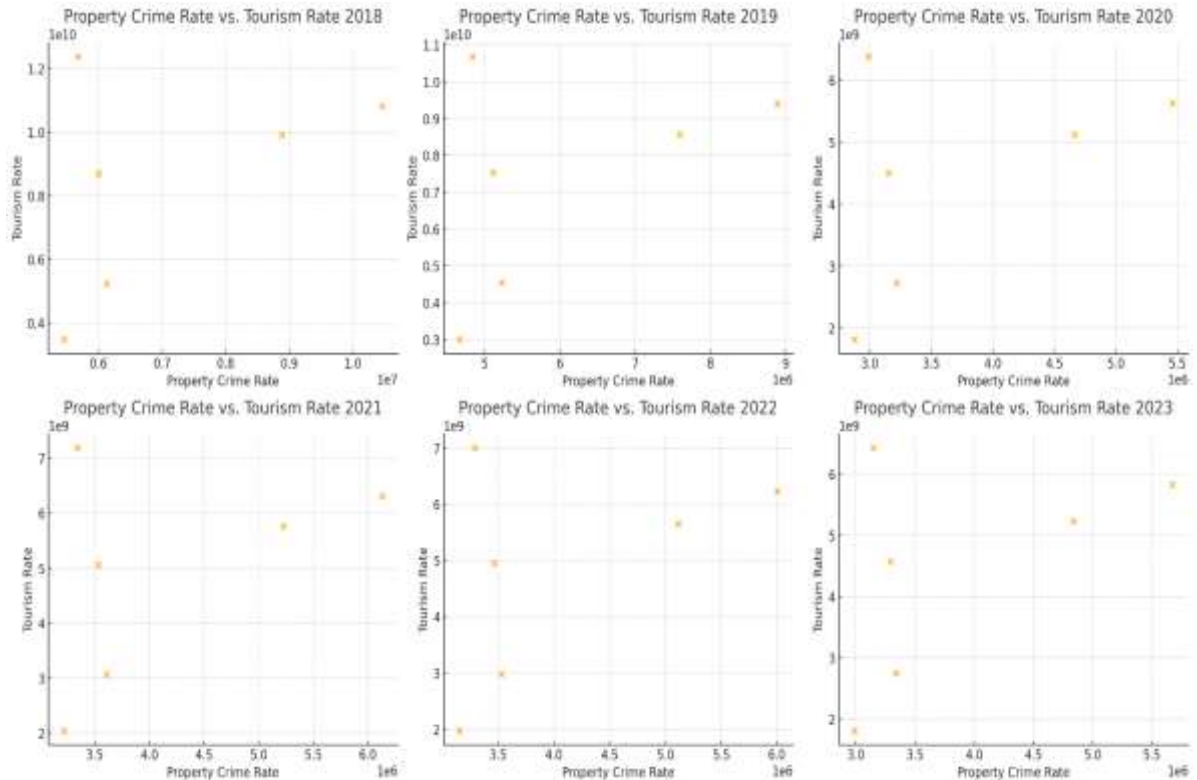 Property Crime Rate vs. Tourism Rate 2018
1e10
1.2
1.0
0.8
0.6
0.4
Tourism Rate
0.6
0.7
0.8
0.9
1.0
Property Crime Rate
1e7
Property Crime Rate vs. Tourism Rate 2019
1e10
1.1
1.0
0.9
0.8
0.7
0.6
0.5
0.4
0.3
Tourism Rate
5
6
7
8
9
Property Crime Rate
1e6
Property Crime Rate vs. Tourism Rate 2020
1e9
6
5
4
3
2
Tourism Rate
3.0
3.5
4.0
4.5
5.0
5.5
Property Crime Rate
1e6
Property Crime Rate vs. Tourism Rate 2021
1e9
7
6
5
4
3
2
Tourism Rate
3.5
4.0
4.5
5.0
5.5
6.0
Property Crime Rate
1e6
Property Crime Rate vs. Tourism Rate 2022
1e9
7
6
5
4
3
2
Tourism Rate
3.5
4.0
4.5
5.0
5.5
6.0
Property Crime Rate
1e6
Property Crime Rate vs. Tourism Rate 2023
1e9
6
5
4
3
2
Tourism Rate
3.0
3.5
4.0
4.5
5.0
5.5
Property Crime Rate
1e6